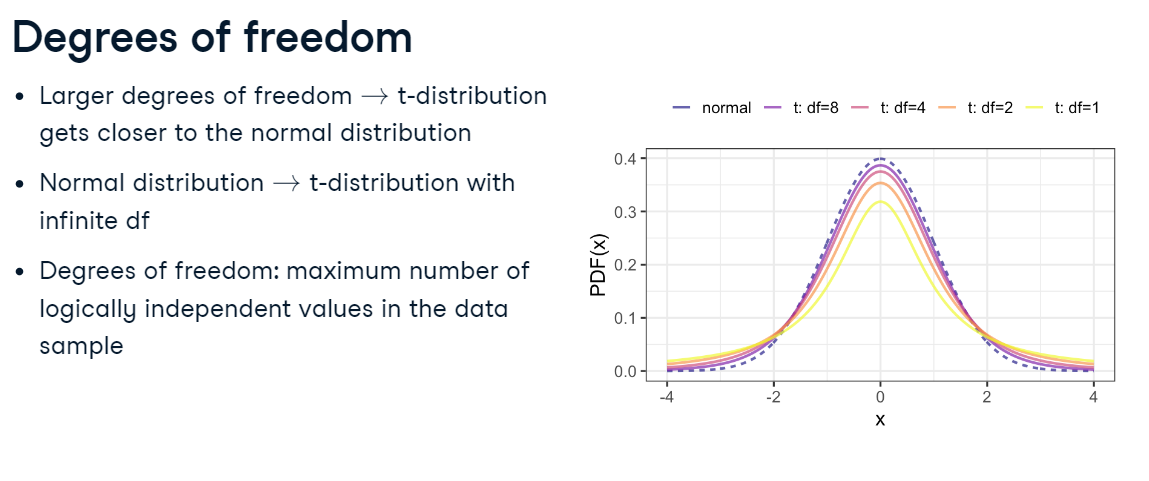 Degrees of freedom
• Larger degrees of freedom → t-distribution
gets closer to the normal distribution
• Normal distribution → t-distribution with
infinite df
• Degrees of freedom: maximum number of
logically independent values in the data
sample
normal t: df=8 t: df=4 t: df=2 t: df=1
0.4
0.3
0.2
0.1
0.0
PDF(x)
-4 -2 0 2 4
x